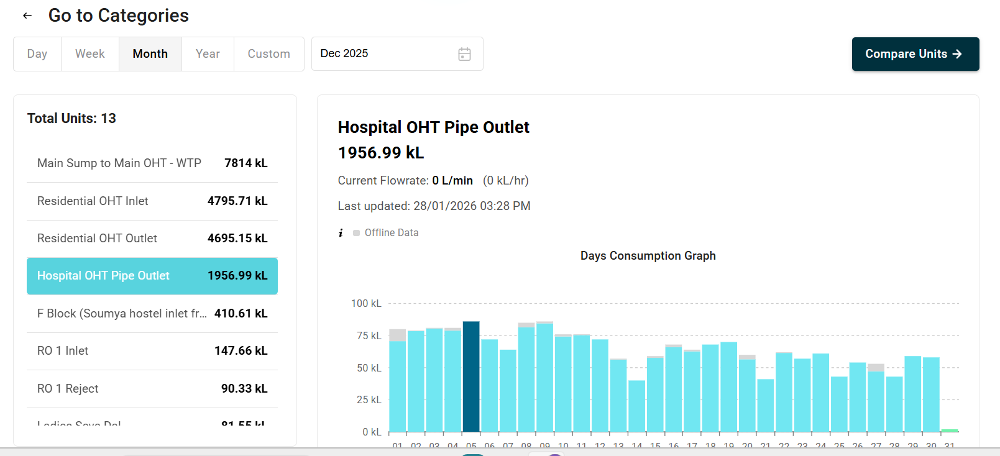 Go to Categories
Day Week Month Year Custom Dec 2025 Compare Units
Total Units: 13
Main Sump to Main OHT - WTP 7814 kL
Residential OHT Inlet 4795.71 kL
Residential OHT Outlet 4695.15 kL
Hospital OHT Pipe Outlet 1956.99 kL
F Block (Soumya hostel inlet fr... 410.61 kL
RO 1 Inlet 147.66 kL
RO 1 Reject 90.33 kL
81.55 kL
Hospital OHT Pipe Outlet
1956.99 kL
Current Flowrate: 0 L/min (0 kL/hr)
Last updated: 28/01/2026 03:28 PM
i Offline Data
Days Consumption Graph
100 kL
75 kL
50 kL
25 kL
0 kL
01 02 03 04 05 06 07 08 09 10 11 12 13 14 15 16 17 18 19 20 21 22 23 24 25 26 27 28 29 30 31